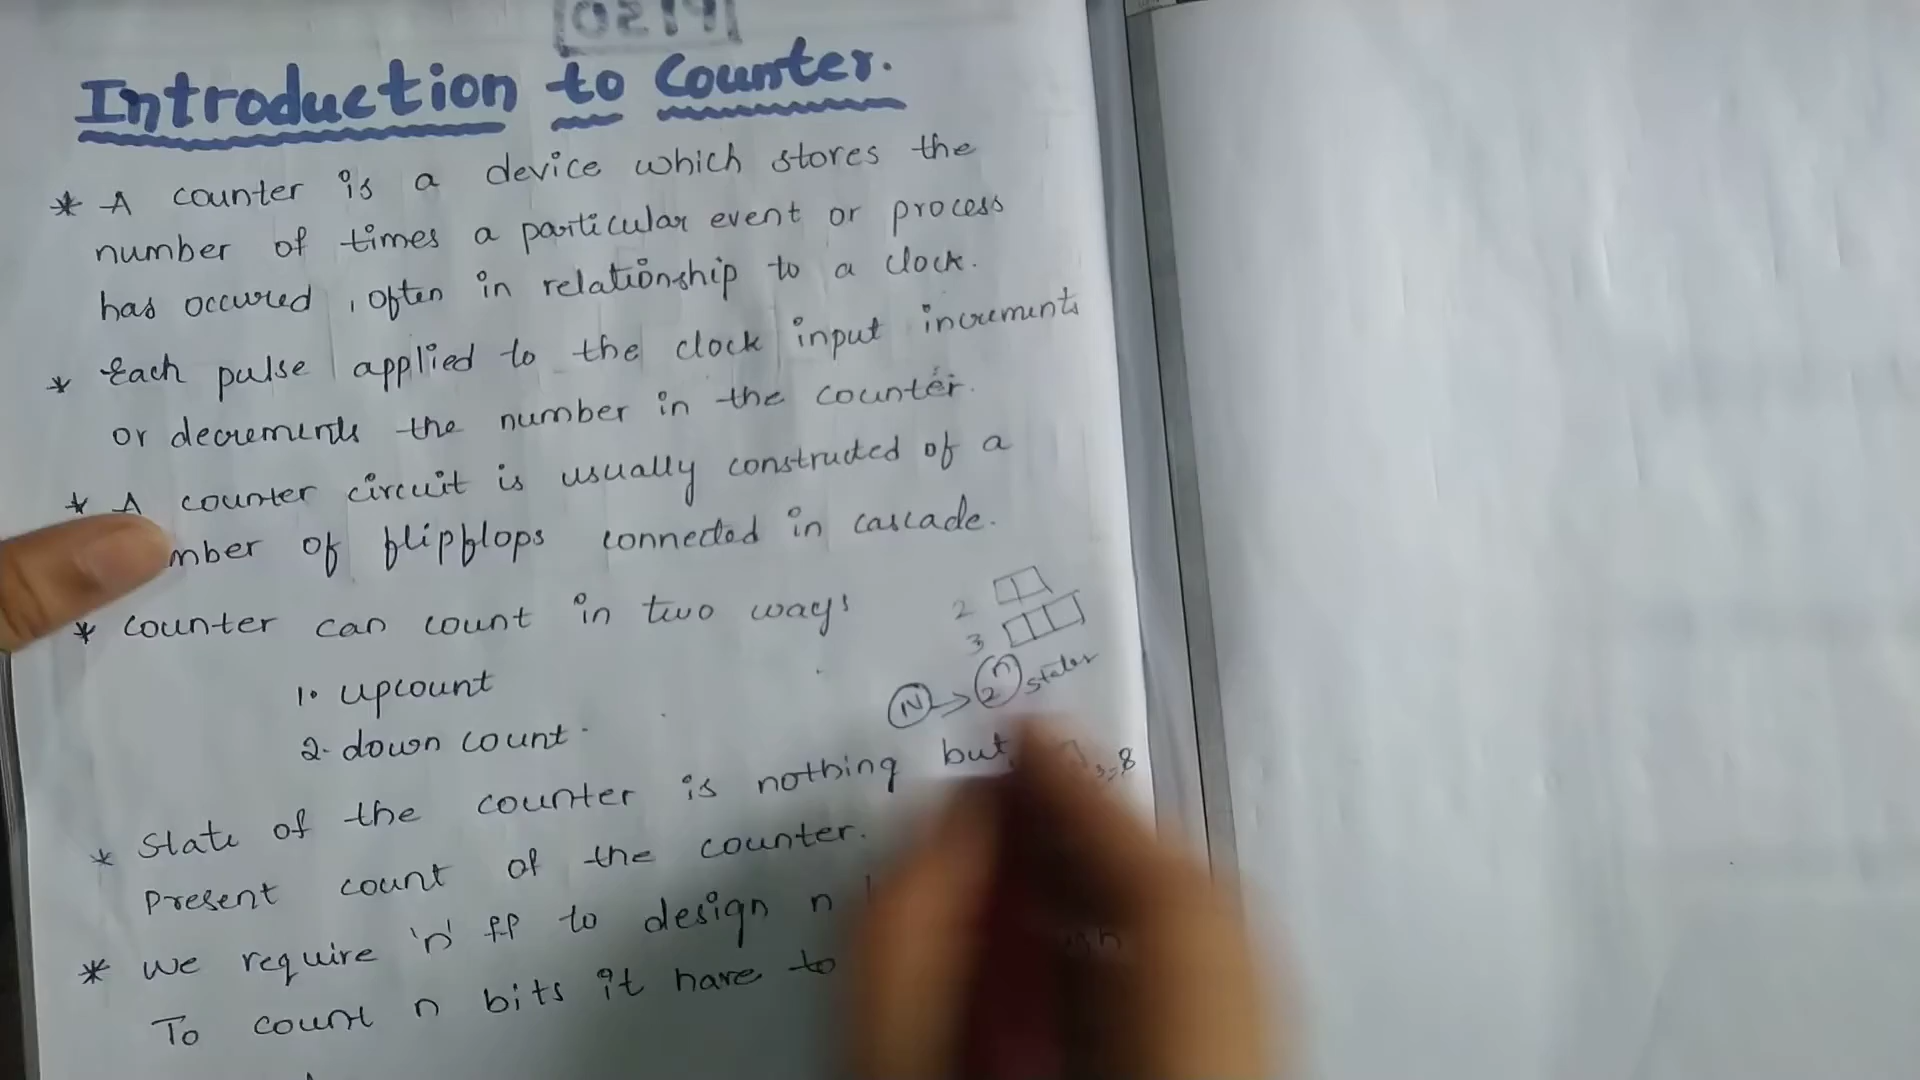 Introduction to Counter.
* A counter is a device which stores the
number of times a particular event or process
has occured , often in relationship to a clock.
* Each pulse applied to the clock input increments
or decrements the number in the counter.
* A counter circuit is usually constructed of a
mber of flipflops connected in cascade.
* counter can count in two ways
1. upcount
2. down count.
2
3
N → 2^n states
* State of the counter is nothing but
3=8
present count of the counter.
* we require 'n' ff to design n
To count n bits it have to